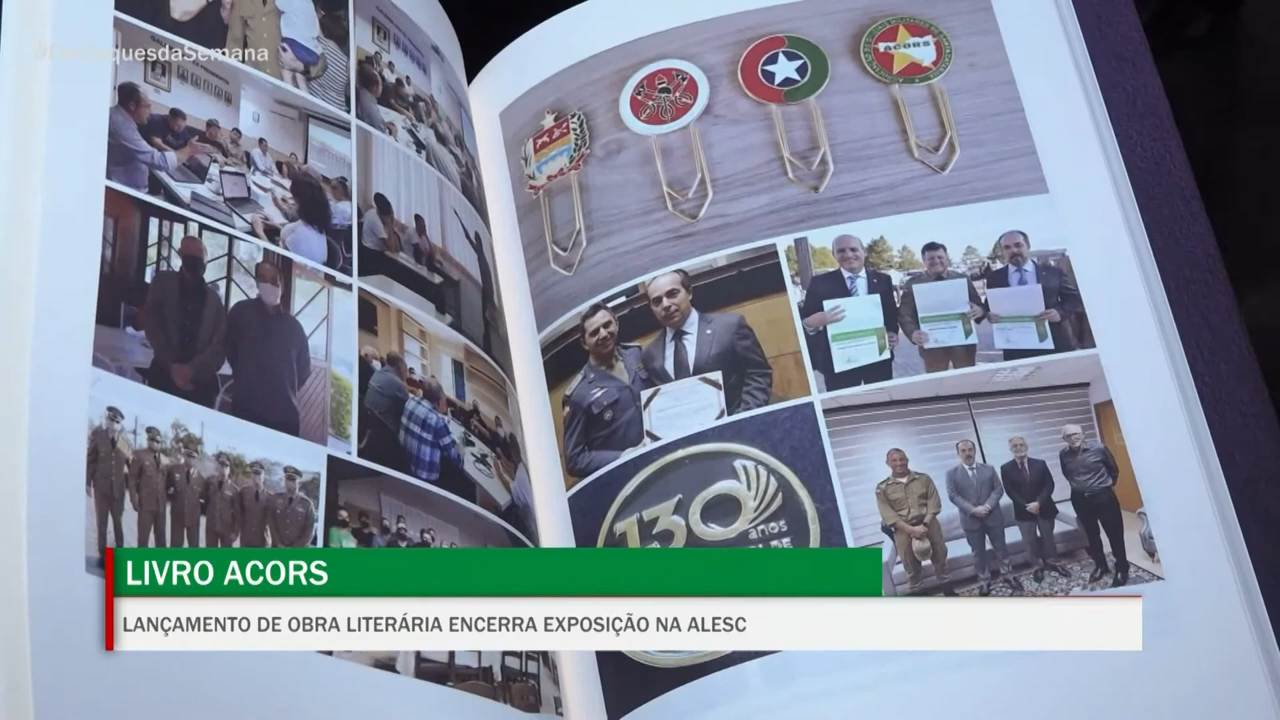 #DestaquesdaSemana
ACORS
130
anos
LIVRO ACORS
LANÇAMENTO DE OBRA LITERÁRIA ENCERRA EXPOSIÇÃO NA ALESC